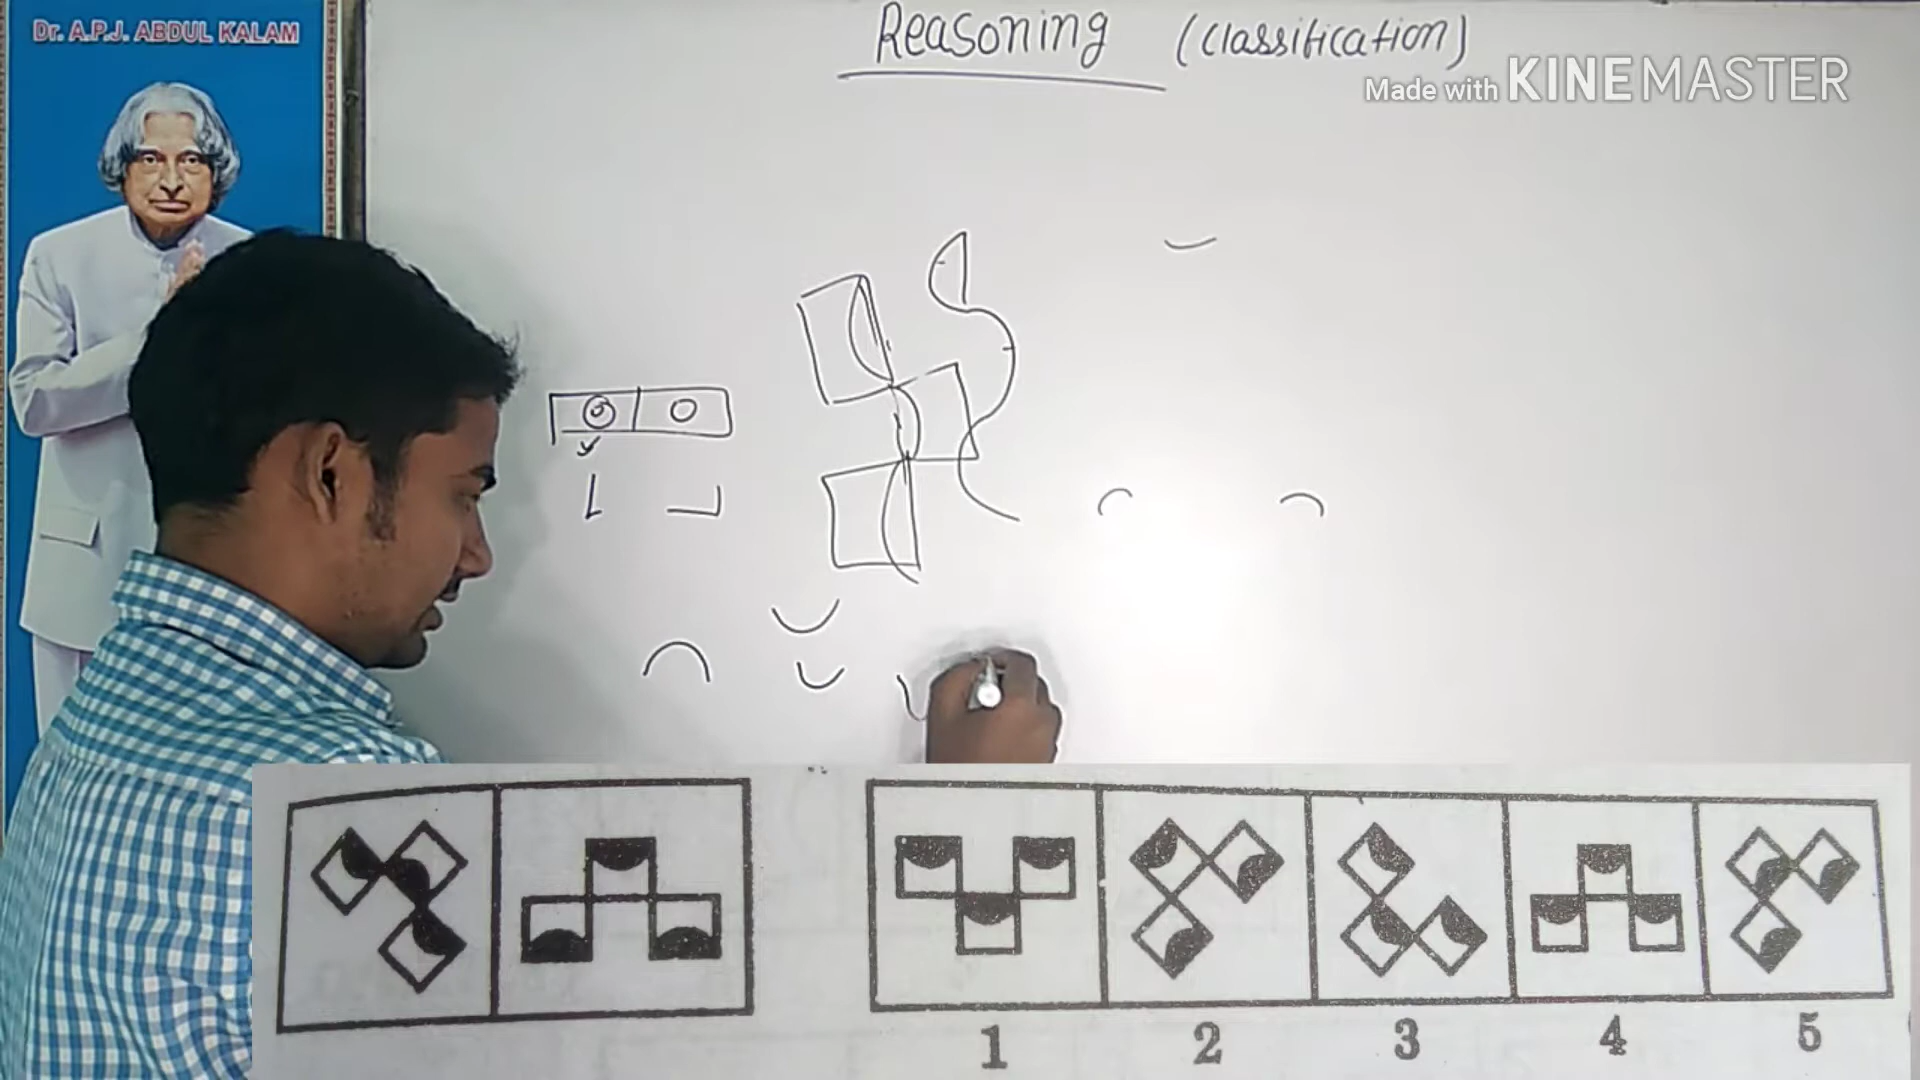 Dr. A.P.J. ABDUL KALAM
Reasoning (classification)
Made with KINEMASTER
1 2 3 4 5